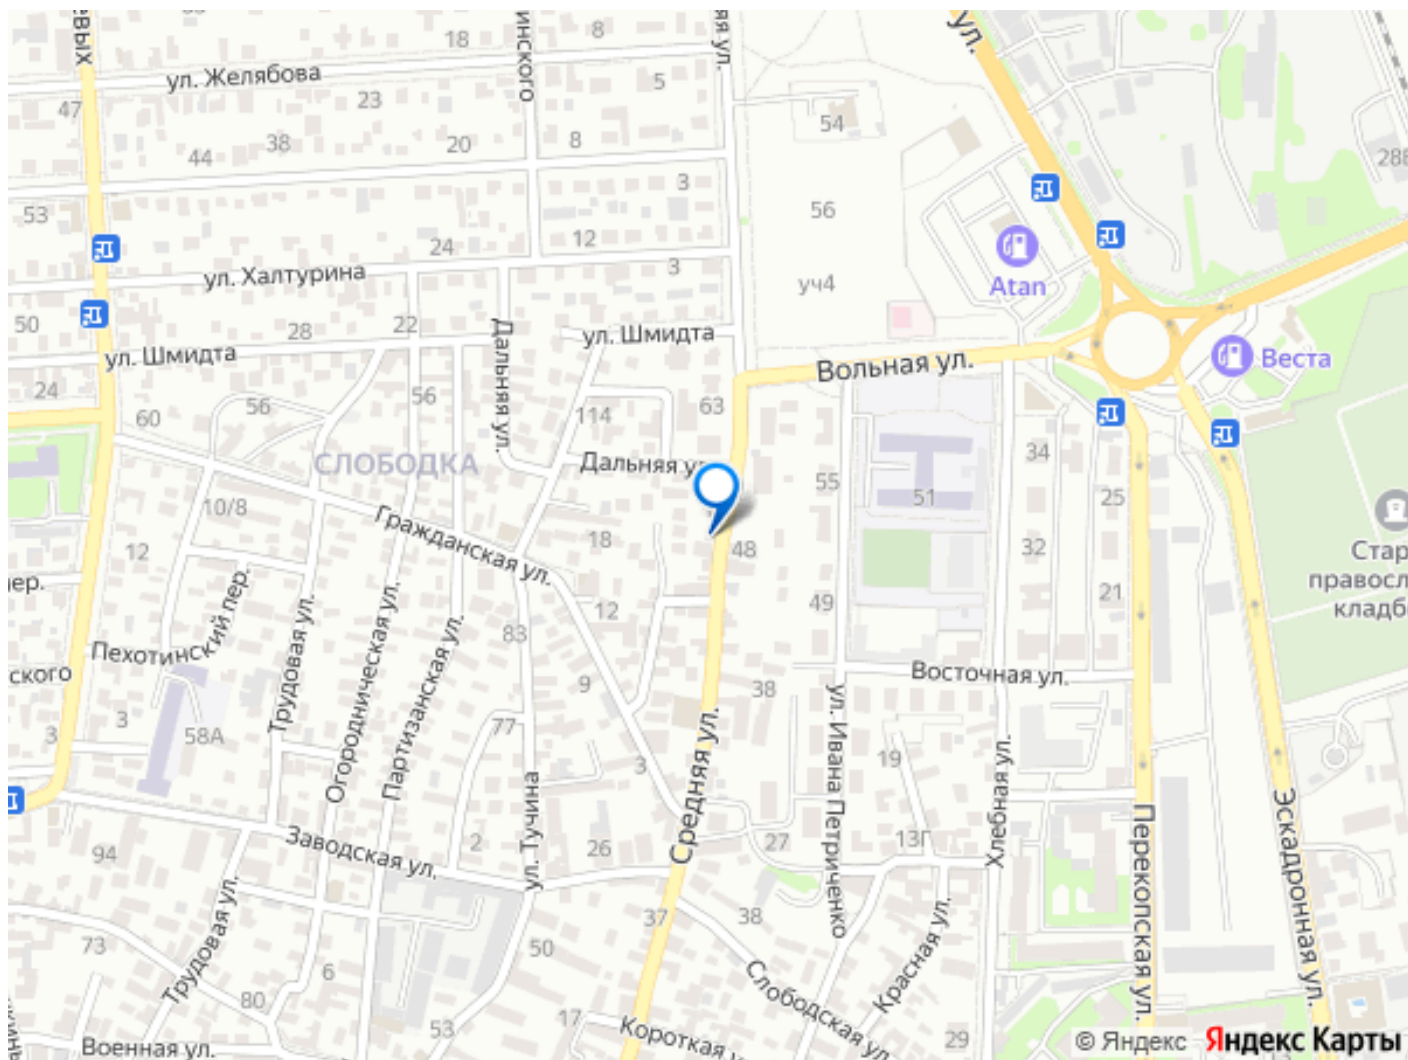 ул.
ул. Желябова
18
8
5
47
23
38
44
20
8
54
28В
53
3
56
24
12
3
уч4
ул. Халтурина
Atan
50
28
22
ул. Шмидта
ул. Шмидта
Дальняя ул.
Вольная ул.
Веста
24
60
56
56
114
63
СЛОБОДКА
Дальняя
34
55
51
25
10/8
Гражданская ул.
18
48
12
32
пер.
Пехотинский пер.
Трудовая ул.
Огородническая ул.
Партизанская ул.
83
12
49
21
кладб
9
38
Восточная ул.
3
3
58А
77
3
Средняя ул.
ул. Ивана Петриченко
19
Хлебная ул.
Перекопская ул.
Эскадронная ул.
94
Заводская ул.
2
ул. Тучина
26
27
13Г
73
Трудовая ул.
6
50
37
38
Слободская ул.
Красная ул.
80
53
17
Короткая
29
Военная ул.
© Яндекс Яндекс Карты